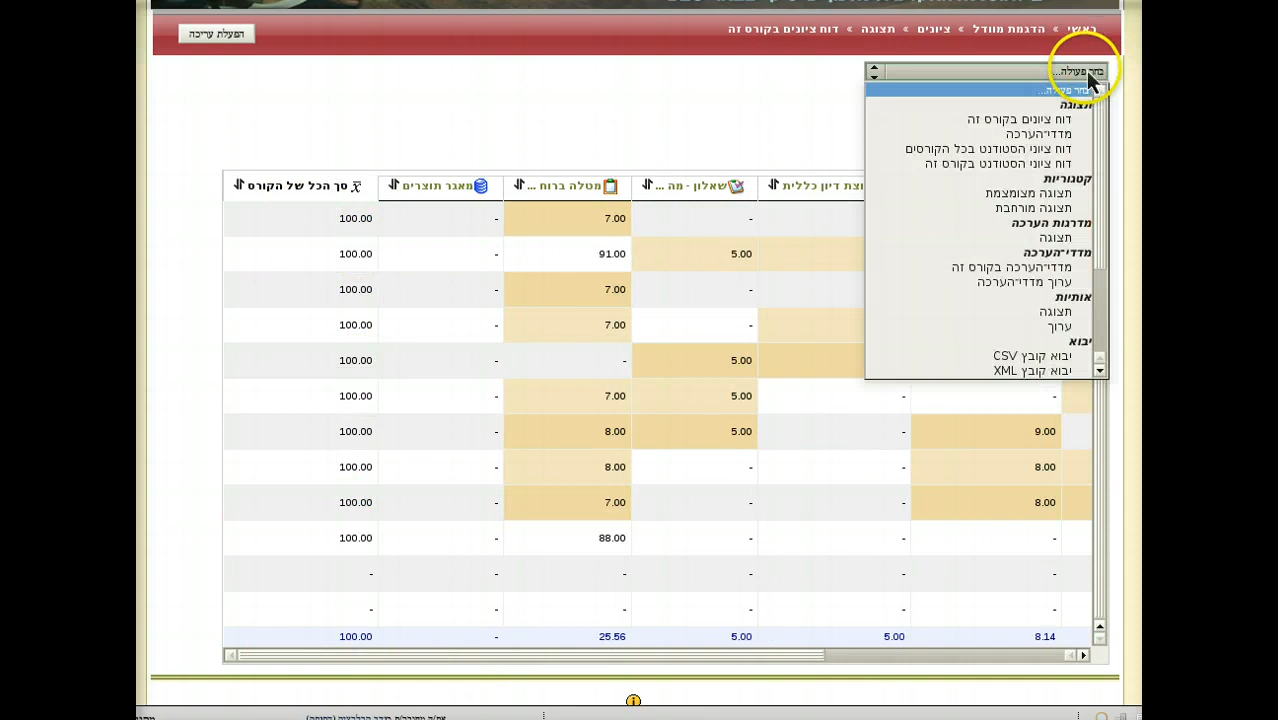 ראשי » הדגמת מוודל » ציונים » תצוגה » דוח ציונים בקורס זה
הפעלת עריכה
בחר פעולה...
בחר פעולה...
תצוגה
דוח ציונים בקורס זה
מדדי־הערכה
דוח ציוני הסטודנט בכל הקורסים
דוח ציוני הסטודנט בקורס זה
קטגוריות
תצוגה מצומצמת
תצוגה מורחבת
מדרגות הערכה
תצוגה
מדדי־הערכה
מדדי־הערכה בקורס זה
ערוך מדדי־הערכה
אותיות
תצוגה
ערוך
יבוא
יבוא קובץ CSV
יבוא קובץ XML
וצת דיון כללית שאלון - מה ... מטלה ברוח ... מאגר תוצרים x̄ סך הכל של הקורס
- 7.00 - 100.00
5.00 91.00 - 100.00
- 7.00 - 100.00
- 7.00 - 100.00
5.00 - - 100.00
- - 5.00 7.00 - 100.00
9.00 - 5.00 8.00 - 100.00
8.00 - - 8.00 - 100.00
8.00 - - 7.00 - 100.00
- - - 88.00 - 100.00
- - - - - -
- - - - - -
8.14 5.00 5.00 25.56 - 100.00